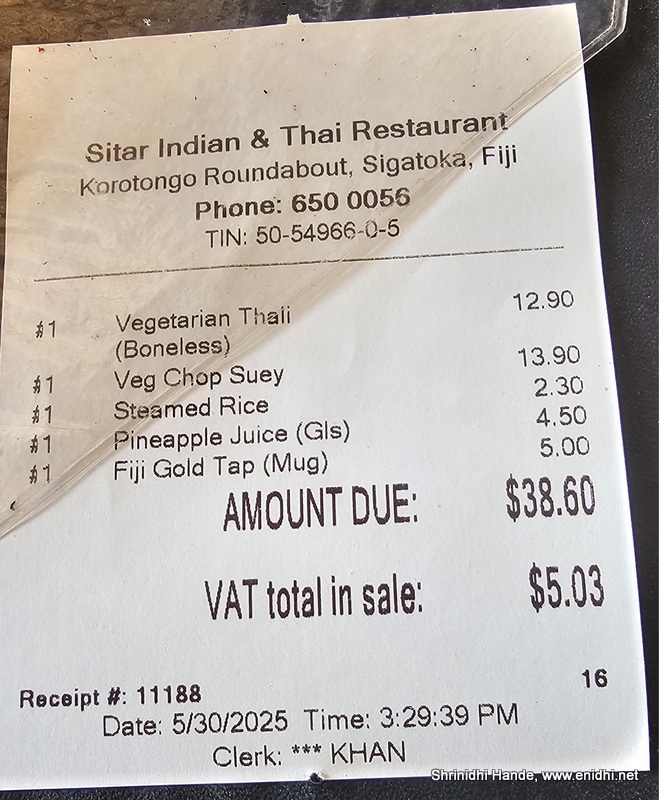 Sitar Indian & Thai Restaurant
Korotongo Roundabout, Sigatoka, Fiji
Phone: 650 0056
TIN: 50-54966-0-5
#1 Vegetarian Thali 12.90
(Boneless)
#1 Veg Chop Suey 13.90
#1 Steamed Rice 2.30
#1 Pineapple Juice (Gls) 4.50
#1 Fiji Gold Tap (Mug) 5.00
AMOUNT DUE: $38.60
VAT total in sale: $5.03
16
Receipt #: 11188
Date: 5/30/2025 Time: 3:29:39 PM
Clerk: *** KHAN
Shrinidhi Hande, www.enidhi.net